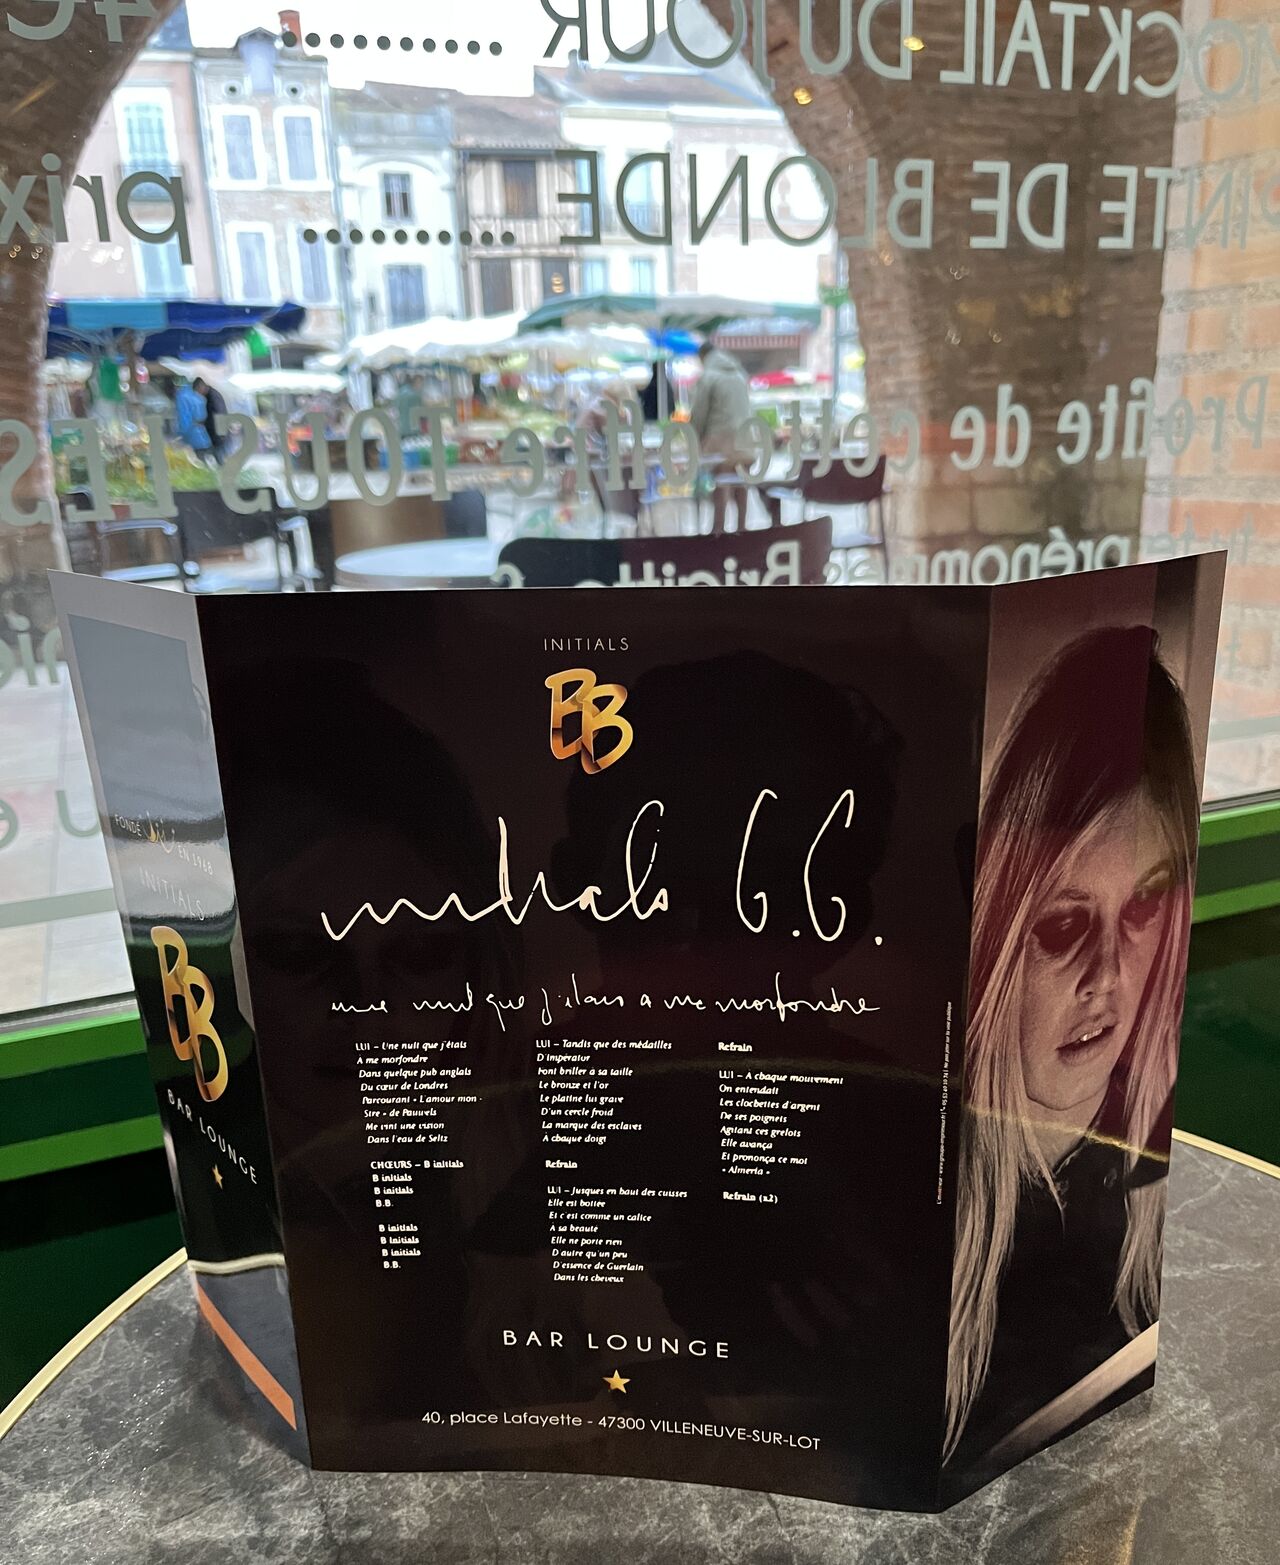 MOCKTAIL DU JOUR ......... 4€
PINTE DE BLONDE ......... prix
Profite de cette offre TOUS LES
prénommées Brigitte
INITIALS
BB
initials b.b.
une nuit que j'étais à me morfondre
LUI – Une nuit que j'étais
À me morfondre
Dans quelque pub anglais
Du cœur de Londres
Parcourant « L'amour mon-
Stre » de Pauwels
Me vint une vision
Dans l'eau de Seltz
CHŒURS – B initials
B initials
B initials
B.B.
B initials
B initials
B initials
B.B.
LUI – Tandis que des médailles
D'impérator
Font briller à sa taille
Le bronze et l'or
Le platine lui grave
D'un cercle froid
La marque des esclaves
À chaque doigt
Refrain
LUI – Jusques en haut des cuisses
Elle est bottée
Et c'est comme un calice
À sa beauté
Elle ne porte rien
D'autre qu'un peu
D'essence de Guerlain
Dans les cheveux
Refrain
LUI – À chaque mouvement
On entendait
Les clochettes d'argent
De ses poignets
Agitant ces grelots
Elle avança
Et prononça ce mot
« Almeria »
Refrain (x2)
BAR LOUNGE
40, place Lafayette - 47300 VILLENEUVE-SUR-LOT
FONDÉ EN 1968
INITIALS
BB
BAR LOUNGE